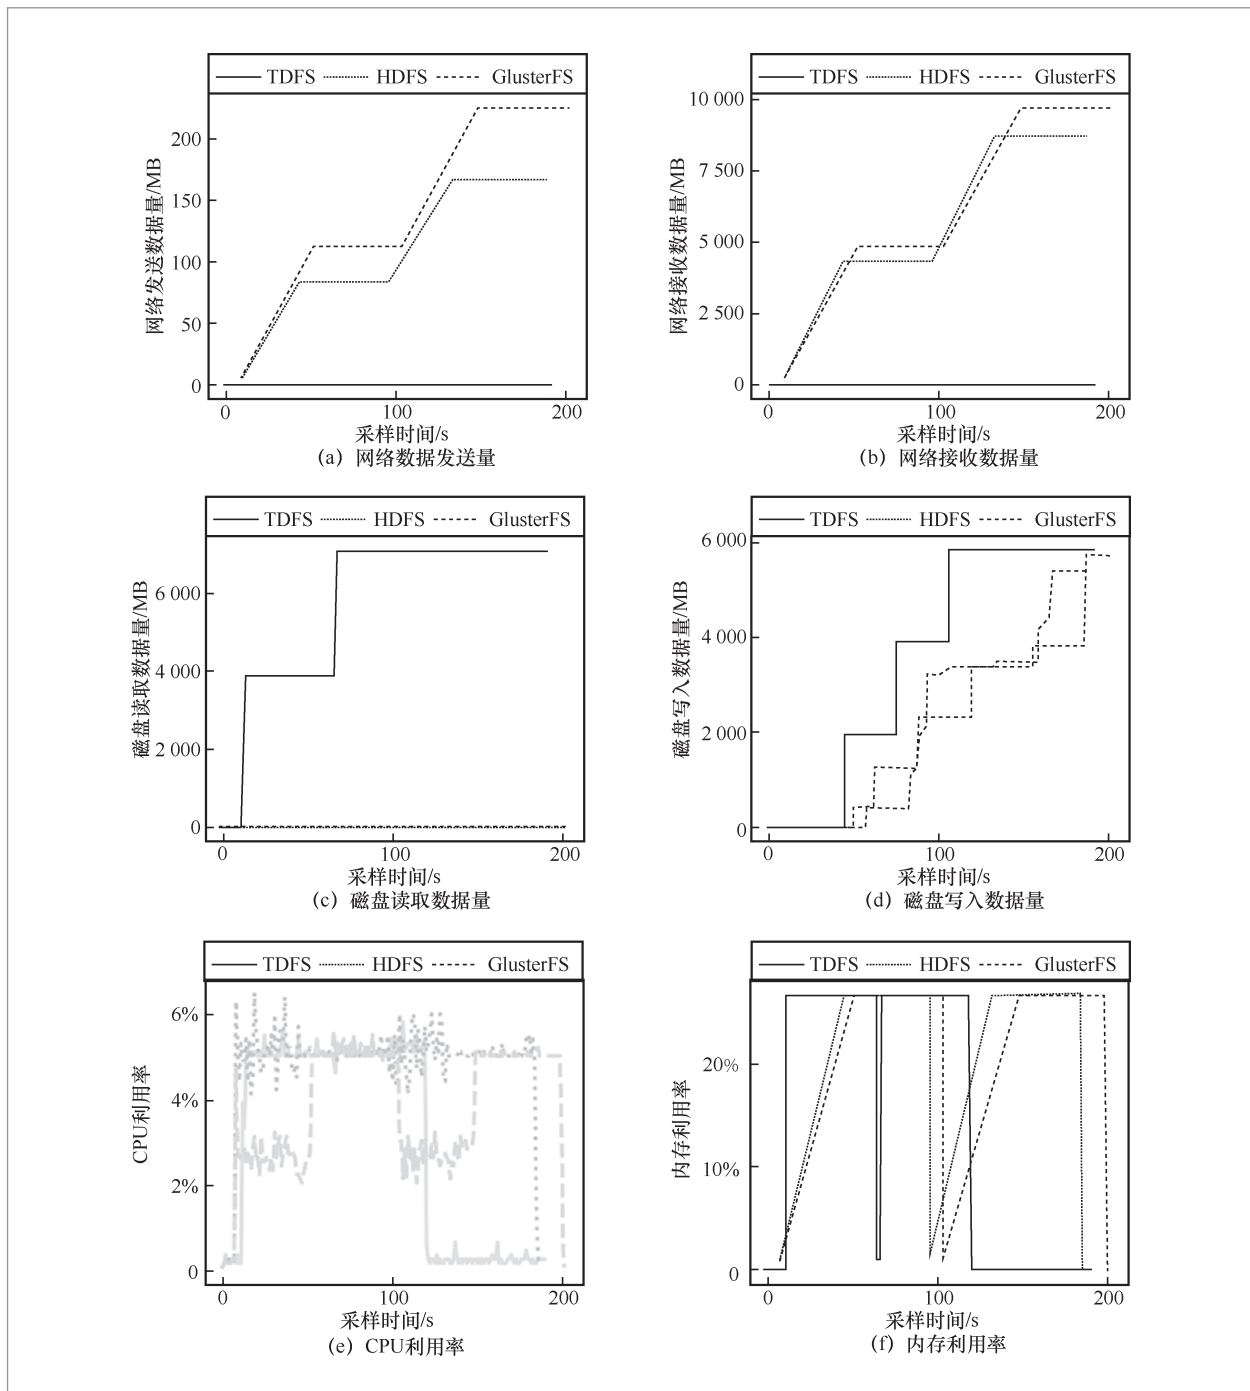 TDFS HDFS GlusterFS
200
150
100
50
0
网络发送数据量/MB
0 100 200
采样时间/s
(a) 网络数据发送量
TDFS HDFS GlusterFS
10 000
7 500
5 000
2 500
0
网络接收数据量/MB
0 100 200
采样时间/s
(b) 网络接收数据量
TDFS HDFS GlusterFS
6 000
4 000
2 000
0
磁盘读取数据量/MB
0 100 200
采样时间/s
(c) 磁盘读取数据量
TDFS HDFS GlusterFS
6 000
4 000
2 000
0
磁盘写入数据量/MB
0 100 200
采样时间/s
(d) 磁盘写入数据量
TDFS HDFS GlusterFS
6%
4%
2%
0
CPU利用率
0 100 200
采样时间/s
(e) CPU利用率
TDFS HDFS GlusterFS
20%
10%
0
内存利用率
0 100 200
采样时间/s
(f) 内存利用率